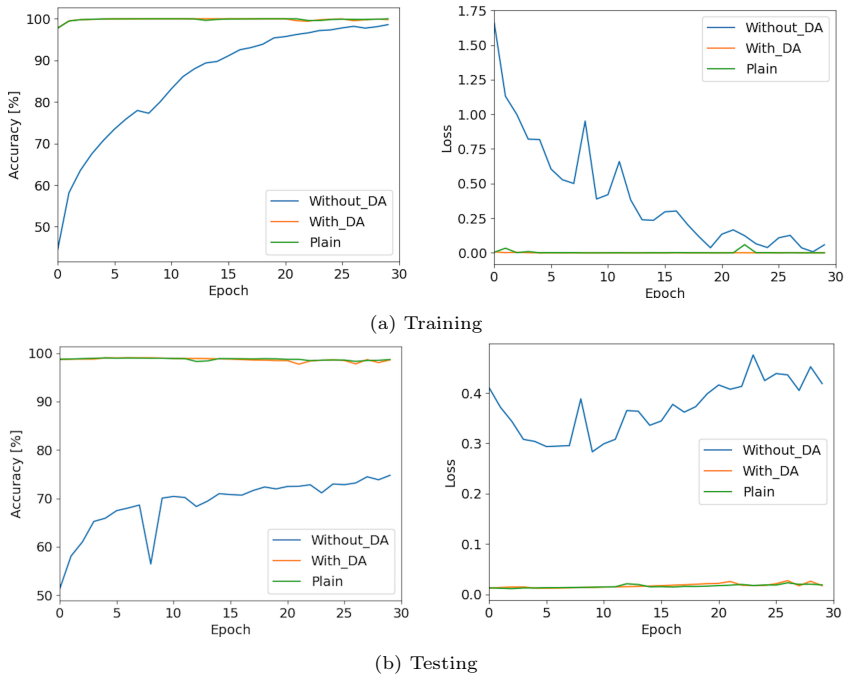 100
90
80
70
60
50
Accuracy [%]
0
5
10
15
20
25
30
Epoch
Without_DA
With_DA
Plain
1.75
1.50
1.25
1.00
0.75
0.50
0.25
0.00
Loss
0
5
10
15
20
25
30
Epoch
Without_DA
With_DA
Plain
(a) Training
100
90
80
70
60
50
Accuracy [%]
0
5
10
15
20
25
30
Epoch
Without_DA
With_DA
Plain
0.4
0.3
0.2
0.1
0.0
Loss
0
5
10
15
20
25
30
Epoch
Without_DA
With_DA
Plain
(b) Testing